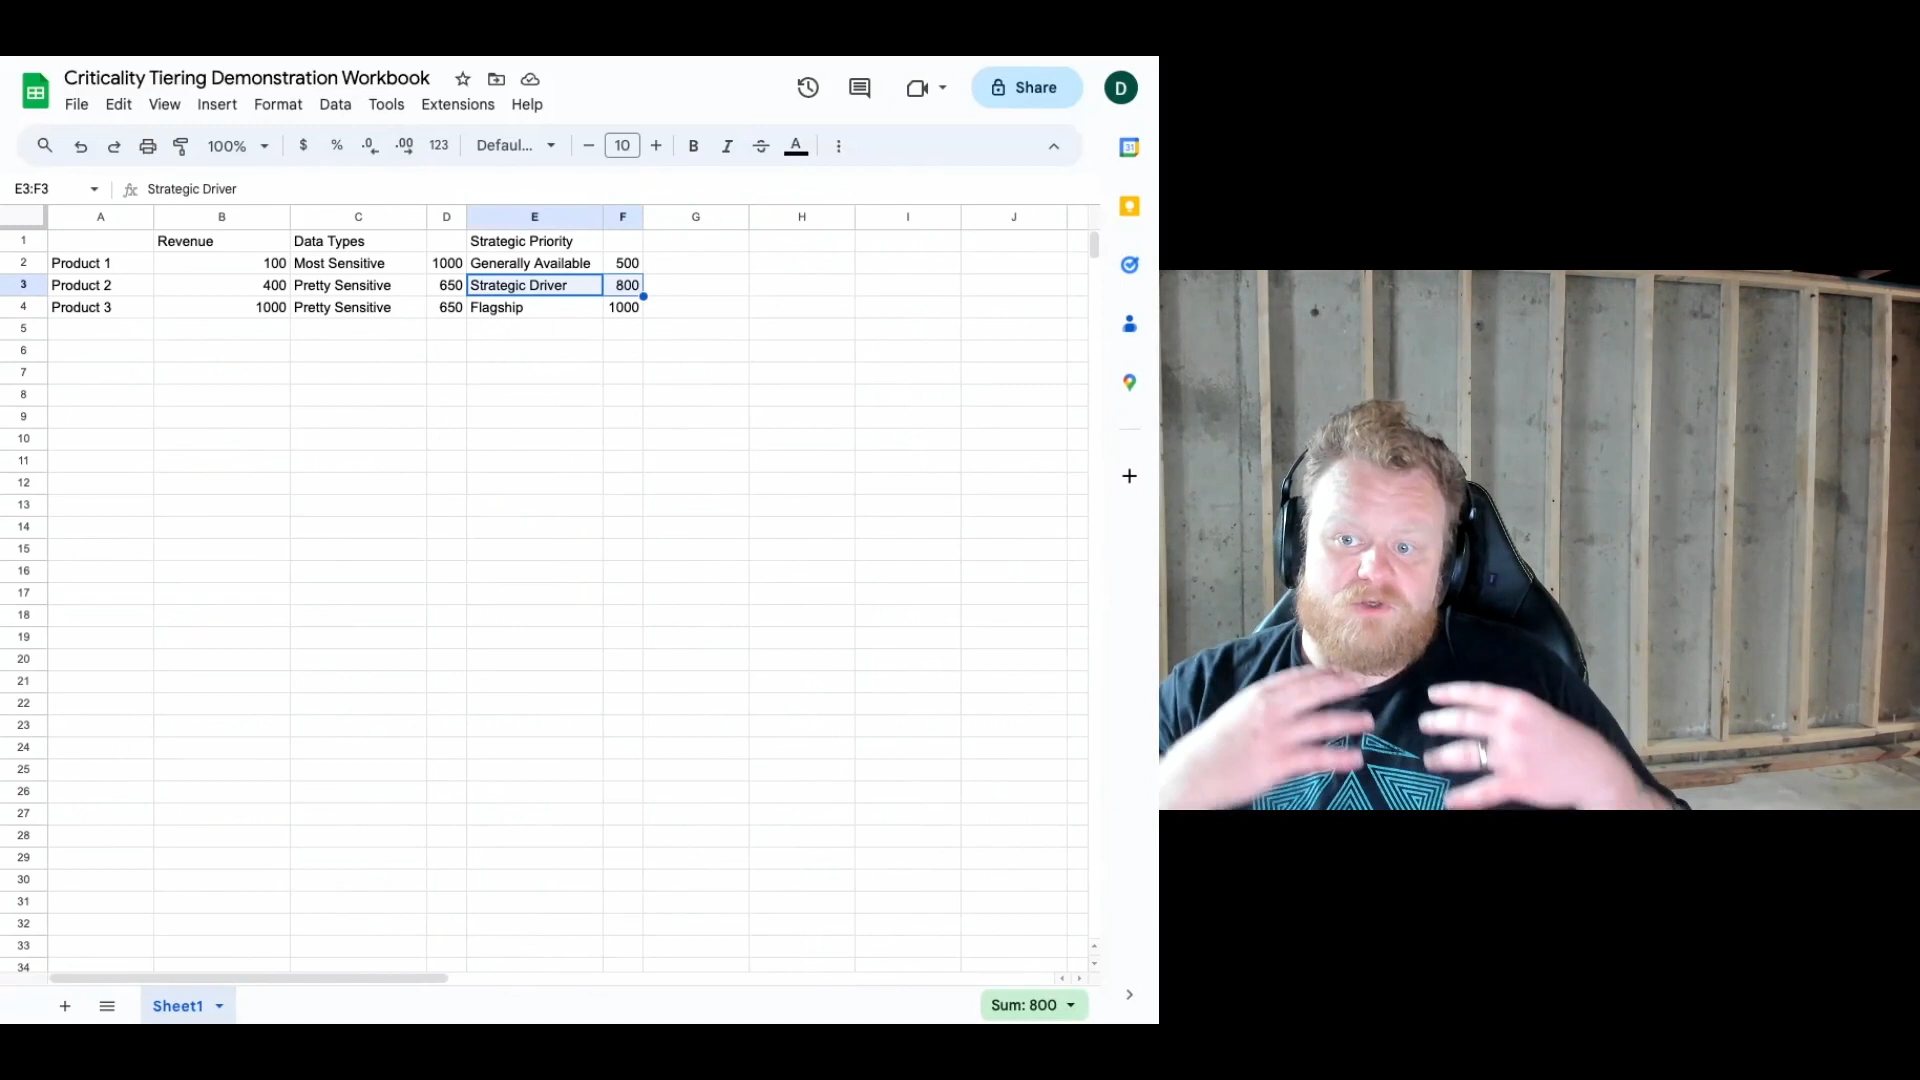 Criticality Tiering Demonstration Workbook
File Edit View Insert Format Data Tools Extensions Help
Share
D
100% $ % .0 .00 123 Defaul... 10 B I S A
31
E3:F3 fx Strategic Driver
A B C D E F G H I J
1 Revenue Data Types Strategic Priority
2 Product 1 100 Most Sensitive 1000 Generally Available 500
3 Product 2 400 Pretty Sensitive 650 Strategic Driver 800
4 Product 3 1000 Pretty Sensitive 650 Flagship 1000
5
6
7
8
9
10
11
12
13
14
15
16
17
18
19
20
21
22
23
24
25
26
27
28
29
30
31
32
33
34
Sheet1
Sum: 800